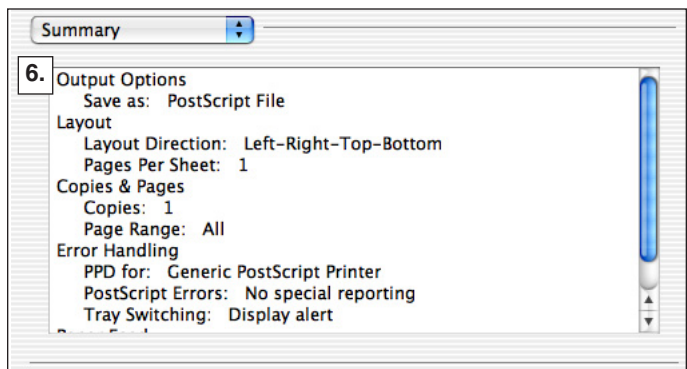 Summary
6.
Output Options
Save as: PostScript File
Layout
Layout Direction: Left-Right-Top-Bottom
Pages Per Sheet: 1
Copies & Pages
Copies: 1
Page Range: All
Error Handling
PPD for: Generic PostScript Printer
PostScript Errors: No special reporting
Tray Switching: Display alert